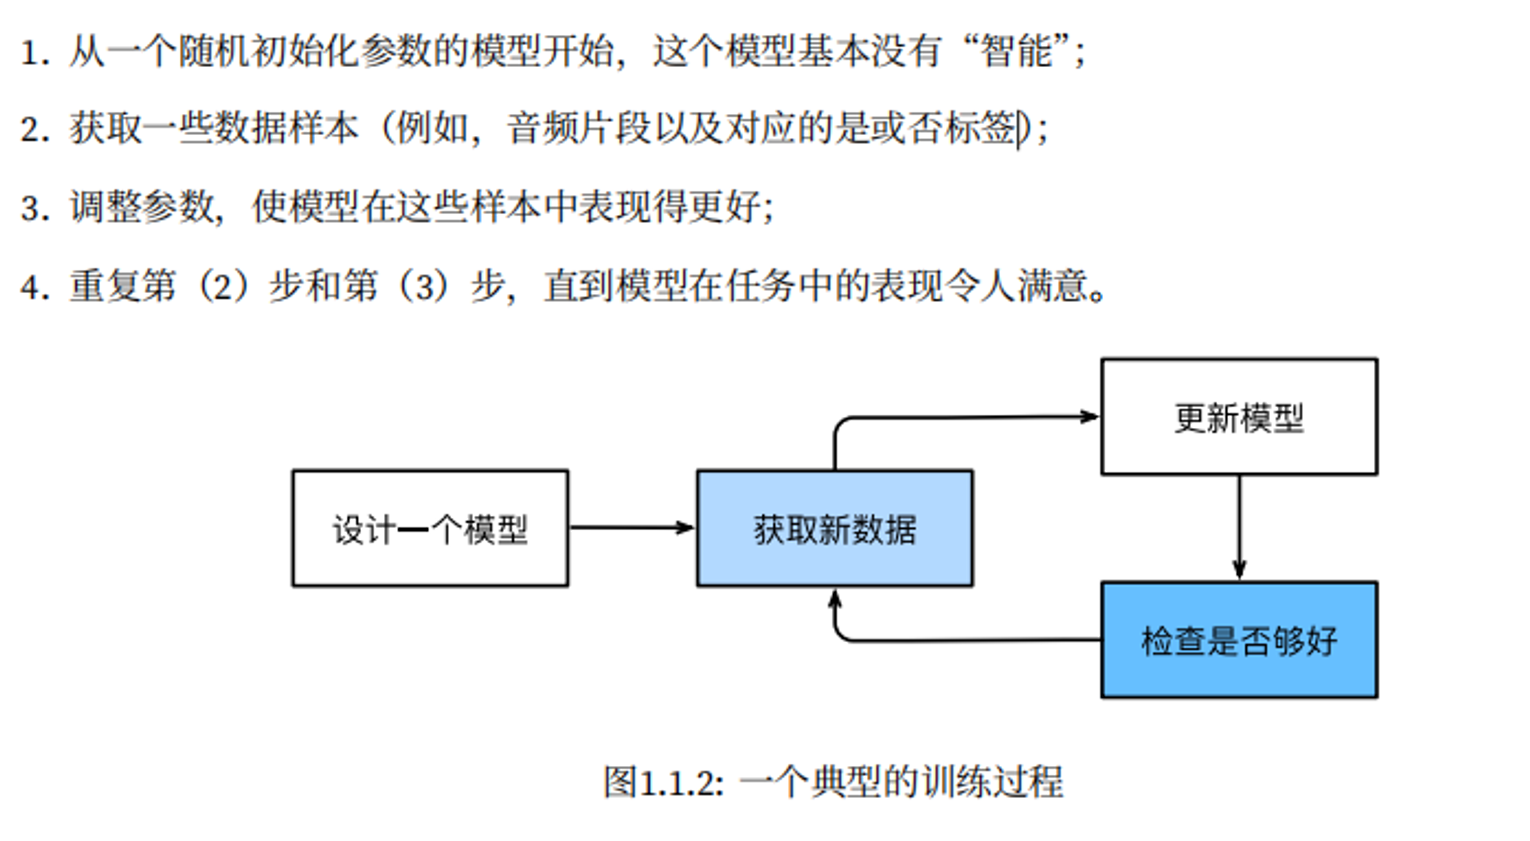 1. 从一个随机初始化参数的模型开始，这个模型基本没有“智能”；
2. 获取一些数据样本（例如，音频片段以及对应的是或否标签）；
3. 调整参数，使模型在这些样本中表现得更好；
4. 重复第（2）步和第（3）步，直到模型在任务中的表现令人满意。
更新模型
设计一个模型
获取新数据
检查是否够好
图1.1.2: 一个典型的训练过程